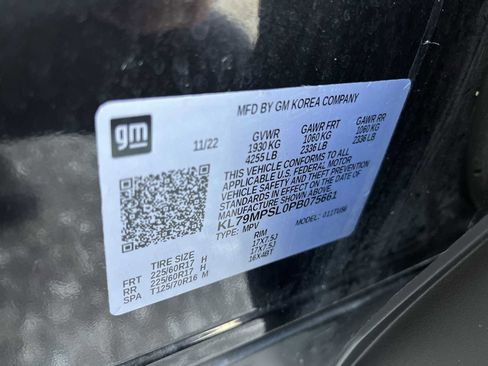 gm
MFD BY GM KOREA COMPANY
11/22
GVWR GAWR FRT GAWR RR
1930 KG 1060 KG 1060 KG
4255 LB 2336 LB 2336 LB
THIS VEHICLE CONFORMS TO ALL APPLICABLE
U.S. FEDERAL MOTOR
VEHICLE SAFETY AND THEFT PREVENTION STANDARDS
IN EFFECT ON THE DATE OF
MANUFACTURE SHOWN ABOVE.
KL79MPSL0PB075661
TYPE: MPV MODEL: 01TV56
TIRE SIZE RIM
FRT 225/60R17 H 17X7.5J
RR 225/60R17 H 17X7.5J
SPA T125/70R16 M 16X4BT